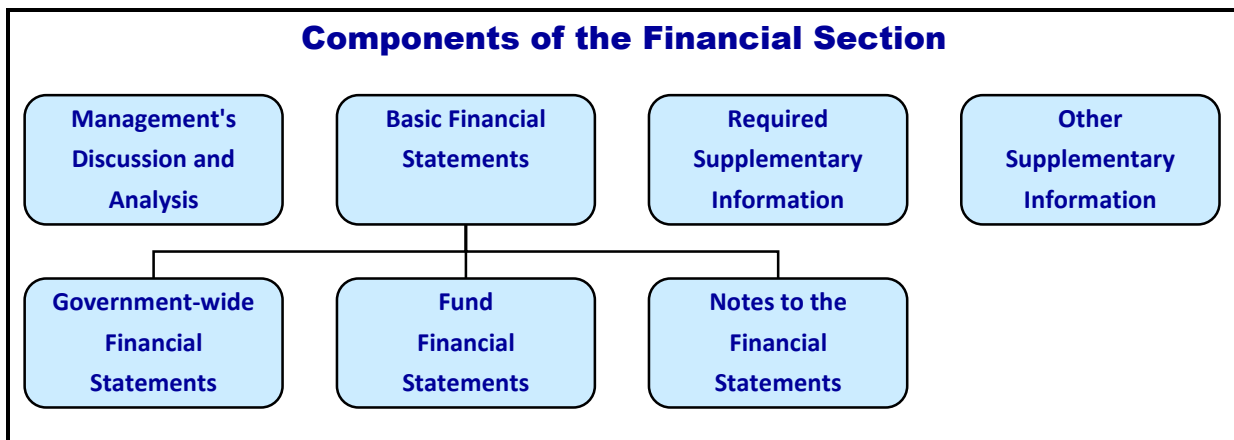 Components of the Financial Section
Management's
Discussion and
Analysis
Basic Financial
Statements
Required
Supplementary
Information
Other
Supplementary
Information
Government-wide
Financial
Statements
Fund
Financial
Statements
Notes to the
Financial
Statements